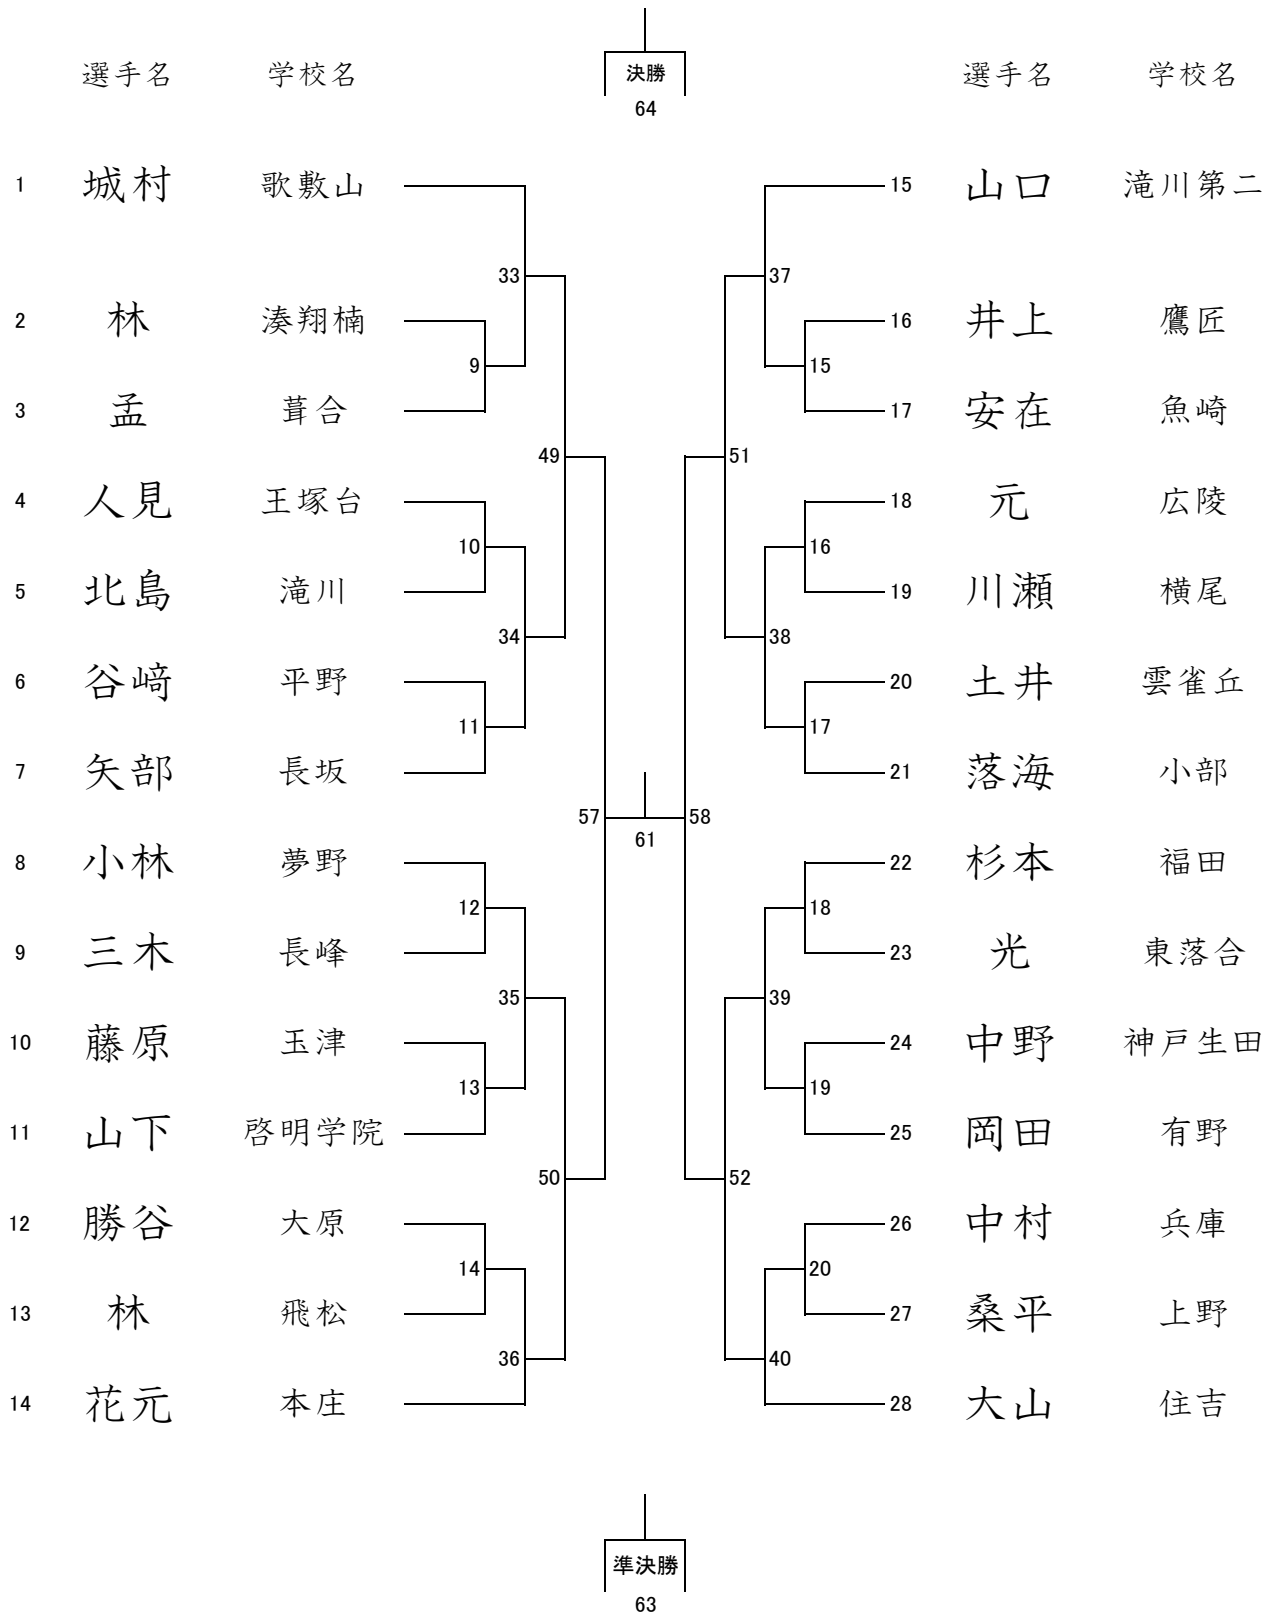 選手名 学校名 決勝 選手名 学校名
64
1 城村 歌敷山 15 山口 滝川第二
33 37
2 林 湊翔楠 16 井上 鷹匠
9 15
3 孟 葺合 17 安在 魚崎
49 51
4 人見 王塚台 18 元 広陵
10 16
5 北島 滝川 19 川瀬 横尾
34 38
6 谷﨑 平野 20 土井 雲雀丘
11 17
7 矢部 長坂 21 落海 小部
57 61 58
8 小林 夢野 22 杉本 福田
12 18
9 三木 長峰 23 光 東落合
35 39
10 藤原 玉津 24 中野 神戸生田
13 19
11 山下 啓明学院 25 岡田 有野
50 52
12 勝谷 大原 26 中村 兵庫
14 20
13 林 飛松 27 桑平 上野
36 40
14 花元 本庄 28 大山 住吉
準決勝
63